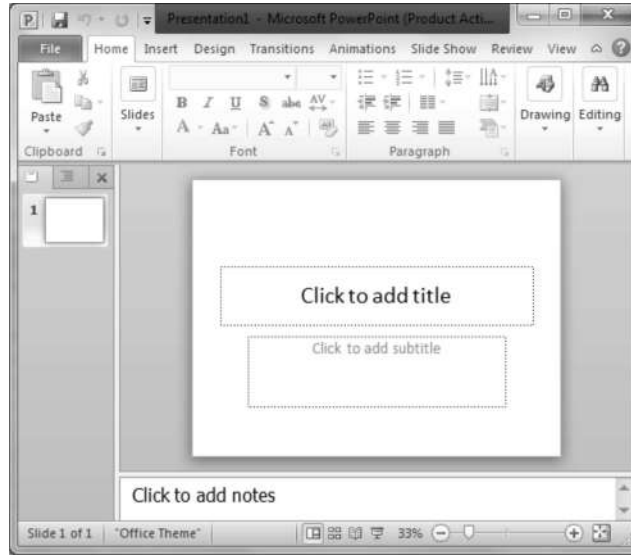 Presentation1 - Microsoft PowerPoint (Product Acti...
File Home Insert Design Transitions Animations Slide Show Review View
Paste Slides B I U S abc AV Drawing Editing
A Aa A A
Clipboard Font Paragraph
1
Click to add title
Click to add subtitle
Click to add notes
Slide 1 of 1 "Office Theme" 33%